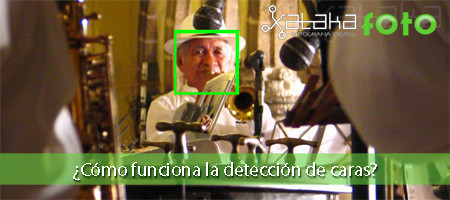 xataka foto
¿Cómo funciona la detección de caras?